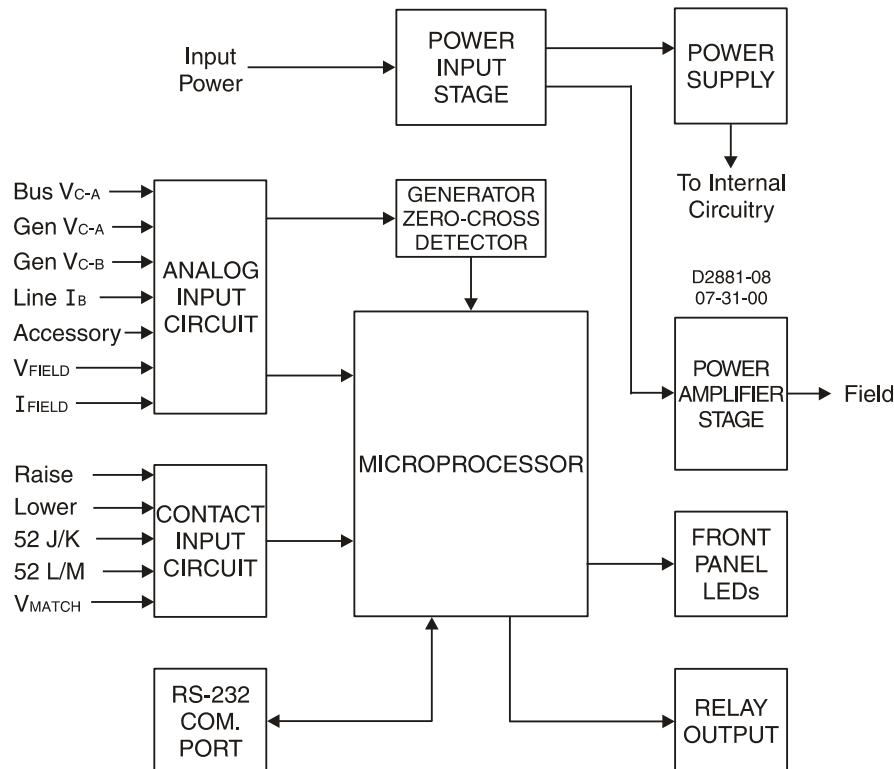 Input
Power
POWER
INPUT
STAGE
POWER
SUPPLY
To Internal
Circuitry
Bus VC-A
Gen VC-A
Gen VC-B
Line IB
Accessory
VFIELD
IFIELD
ANALOG
INPUT
CIRCUIT
GENERATOR
ZERO-CROSS
DETECTOR
D2881-08
07-31-00
POWER
AMPLIFIER
STAGE
Field
MICROPROCESSOR
Raise
Lower
52 J/K
52 L/M
VMATCH
CONTACT
INPUT
CIRCUIT
FRONT
PANEL
LEDs
RS-232
COM.
PORT
RELAY
OUTPUT